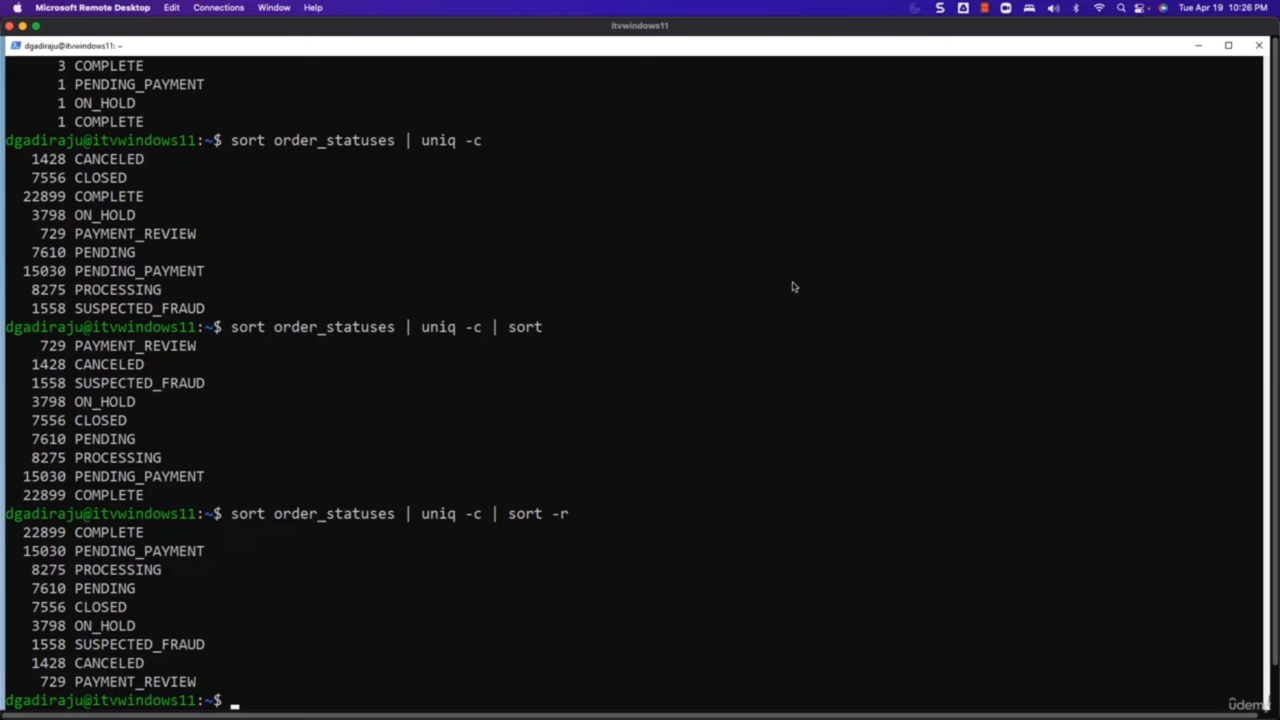 Microsoft Remote Desktop Edit Connections Window Help Tue Apr 19 10:26 PM
itvwindows11
dgadiraju@itvwindows11: ~
3 COMPLETE
1 PENDING_PAYMENT
1 ON_HOLD
1 COMPLETE
dgadiraju@itvwindows11:~$ sort order_statuses | uniq -c
1428 CANCELED
7556 CLOSED
22899 COMPLETE
3798 ON_HOLD
729 PAYMENT_REVIEW
7610 PENDING
15030 PENDING_PAYMENT
8275 PROCESSING
1558 SUSPECTED_FRAUD
dgadiraju@itvwindows11:~$ sort order_statuses | uniq -c | sort
729 PAYMENT_REVIEW
1428 CANCELED
1558 SUSPECTED_FRAUD
3798 ON_HOLD
7556 CLOSED
7610 PENDING
8275 PROCESSING
15030 PENDING_PAYMENT
22899 COMPLETE
dgadiraju@itvwindows11:~$ sort order_statuses | uniq -c | sort -r
22899 COMPLETE
15030 PENDING_PAYMENT
8275 PROCESSING
7610 PENDING
7556 CLOSED
3798 ON_HOLD
1558 SUSPECTED_FRAUD
1428 CANCELED
729 PAYMENT_REVIEW
dgadiraju@itvwindows11:~$
udemy